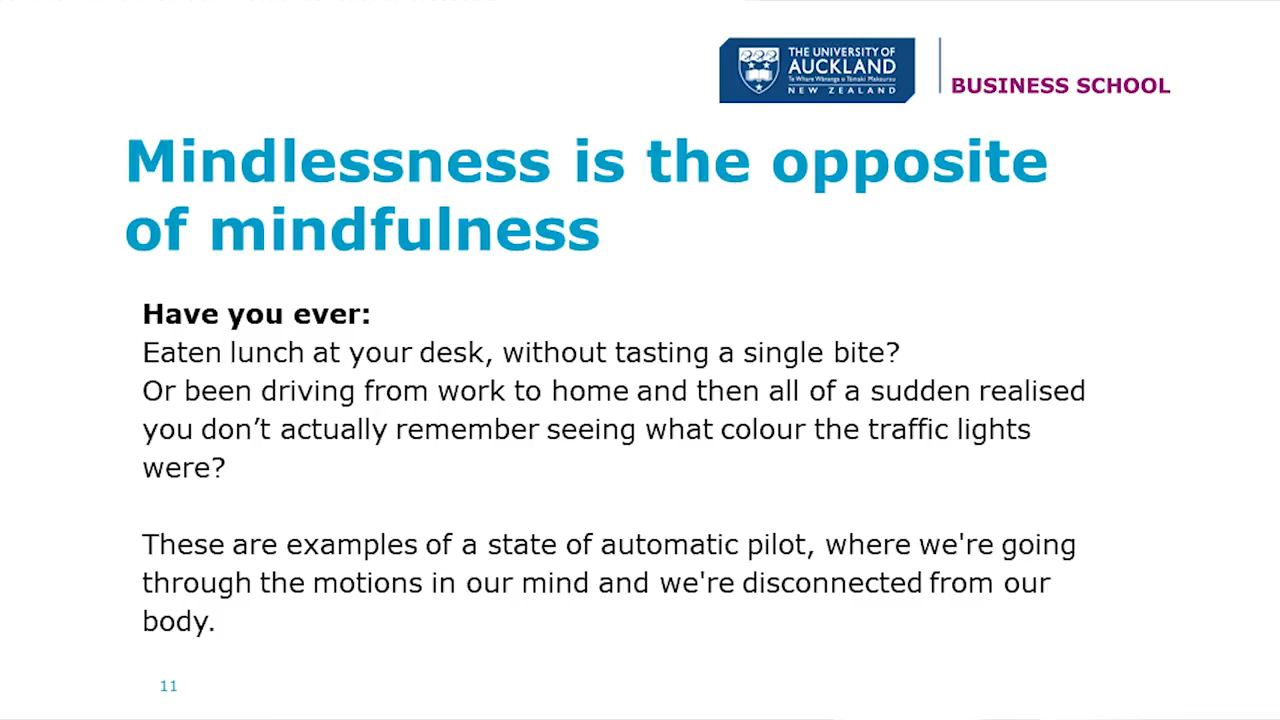 THE UNIVERSITY OF
AUCKLAND
Te Whare Wānanga o Tāmaki Makaurau
NEW ZEALAND
BUSINESS SCHOOL
Mindlessness is the opposite
of mindfulness
Have you ever:
Eaten lunch at your desk, without tasting a single bite?
Or been driving from work to home and then all of a sudden realised
you don’t actually remember seeing what colour the traffic lights
were?
These are examples of a state of automatic pilot, where we're going
through the motions in our mind and we're disconnected from our
body.
11